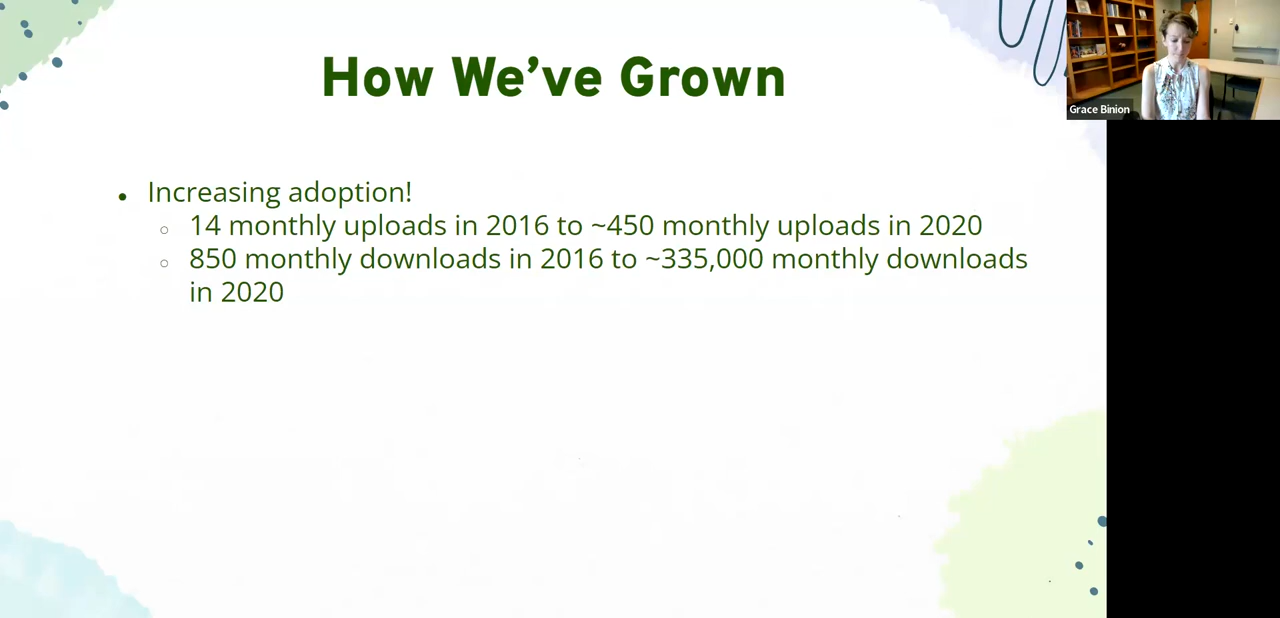 How We've Grown
Grace Binion
• Increasing adoption!
○ 14 monthly uploads in 2016 to ~450 monthly uploads in 2020
○ 850 monthly downloads in 2016 to ~335,000 monthly downloads
in 2020